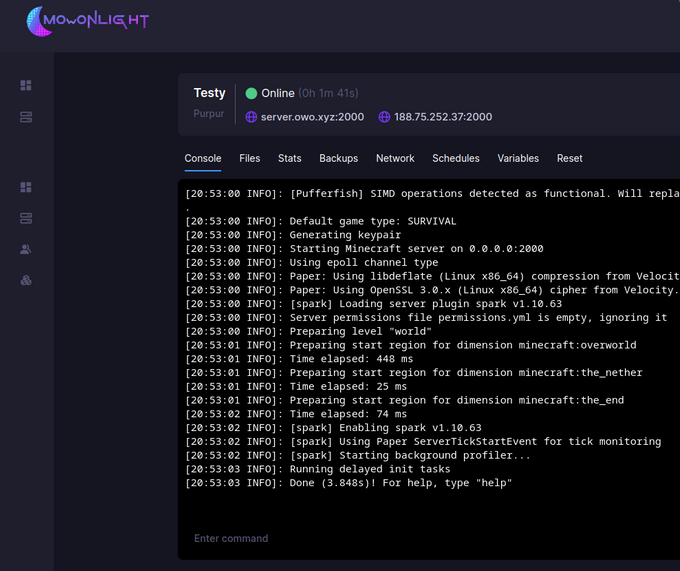 MOWONLIGHT
Testy
Online (0h 1m 41s)
Purpur
server.owo.xyz:2000 188.75.252.37:2000
Console Files Stats Backups Network Schedules Variables Reset
[20:53:00 INFO]: [Pufferfish] SIMD operations detected as functional. Will repla
.
[20:53:00 INFO]: Default game type: SURVIVAL
[20:53:00 INFO]: Generating keypair
[20:53:00 INFO]: Starting Minecraft server on 0.0.0.0:2000
[20:53:00 INFO]: Using epoll channel type
[20:53:00 INFO]: Paper: Using libdeflate (Linux x86_64) compression from Velocit
[20:53:00 INFO]: Paper: Using OpenSSL 3.0.x (Linux x86_64) cipher from Velocity.
[20:53:00 INFO]: [spark] Loading server plugin spark v1.10.63
[20:53:00 INFO]: Server permissions file permissions.yml is empty, ignoring it
[20:53:00 INFO]: Preparing level "world"
[20:53:01 INFO]: Preparing start region for dimension minecraft:overworld
[20:53:01 INFO]: Time elapsed: 448 ms
[20:53:01 INFO]: Preparing start region for dimension minecraft:the_nether
[20:53:01 INFO]: Time elapsed: 25 ms
[20:53:01 INFO]: Preparing start region for dimension minecraft:the_end
[20:53:02 INFO]: Time elapsed: 74 ms
[20:53:02 INFO]: [spark] Enabling spark v1.10.63
[20:53:02 INFO]: [spark] Using Paper ServerTickStartEvent for tick monitoring
[20:53:02 INFO]: [spark] Starting background profiler...
[20:53:03 INFO]: Running delayed init tasks
[20:53:03 INFO]: Done (3.848s)! For help, type "help"
Enter command